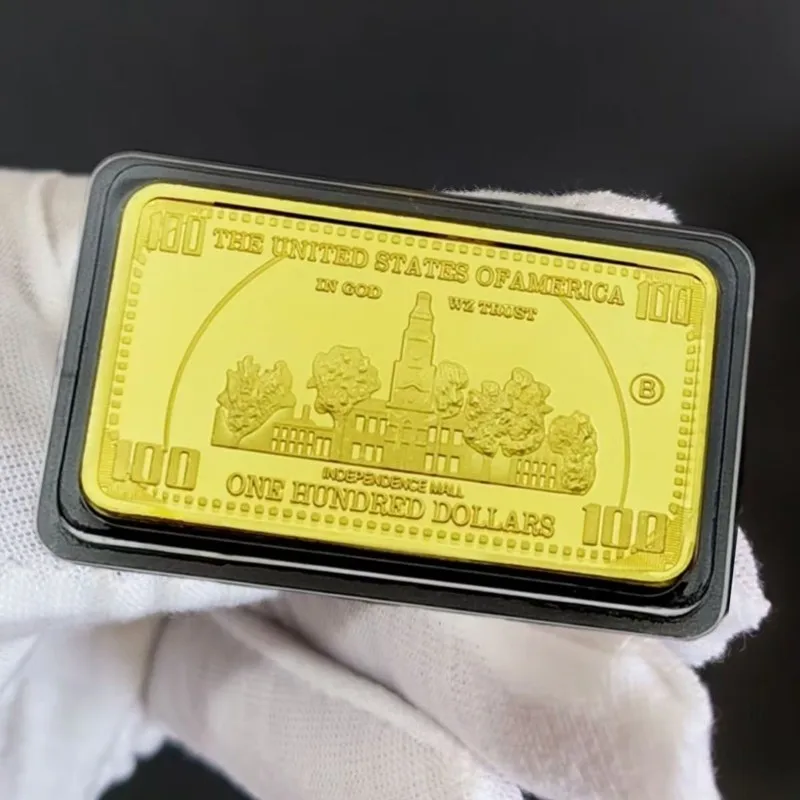 100 THE UNITED STATES OFAMERICA 100
IN GOD WZ TRUST
B
INDEPENDENCE MALL
100 ONE HUNDRED DOLLARS 100